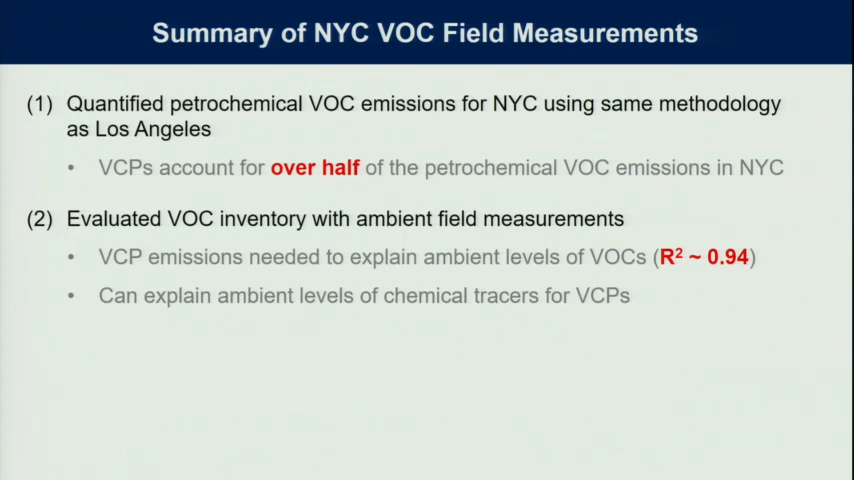 Summary of NYC VOC Field Measurements
(1) Quantified petrochemical VOC emissions for NYC using same methodology
as Los Angeles
• VCPs account for over half of the petrochemical VOC emissions in NYC
(2) Evaluated VOC inventory with ambient field measurements
• VCP emissions needed to explain ambient levels of VOCs (R² ~ 0.94)
• Can explain ambient levels of chemical tracers for VCPs